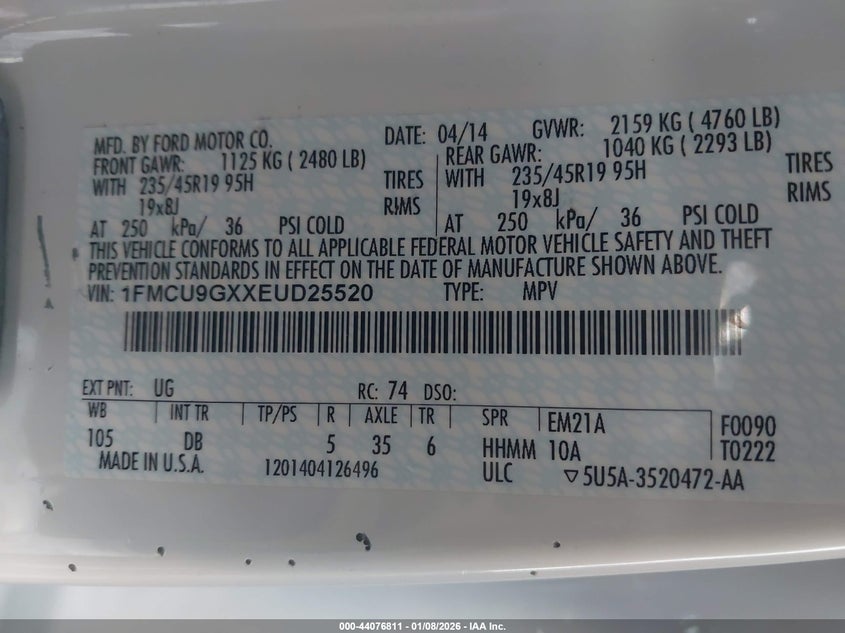 MFD. BY FORD MOTOR CO. DATE: 04/14 GVWR: 2159 KG ( 4760 LB)
FRONT GAWR: 1125 KG ( 2480 LB) REAR GAWR: 1040 KG ( 2293 LB)
WITH 235/45R19 95H TIRES WITH 235/45R19 95H TIRES
19x8J RIMS 19x8J RIMS
AT 250 kPa/ 36 PSI COLD AT 250 kPa/ 36 PSI COLD
THIS VEHICLE CONFORMS TO ALL APPLICABLE FEDERAL MOTOR VEHICLE SAFETY AND THEFT
PREVENTION STANDARDS IN EFFECT ON THE DATE OF MANUFACTURE SHOWN ABOVE.
VIN: 1FMCU9GXXEUD25520 TYPE: MPV
EXT PNT: UG RC: 74 DSO:
WB INT TR TP/PS R AXLE TR SPR EM21A F0090
105 DB 5 35 6 HHMM 10A T0222
MADE IN U.S.A. 1201404126496 ULC ▽5U5A-3520472-AA
000-44076811 - 01/08/2026 - IAA Inc.